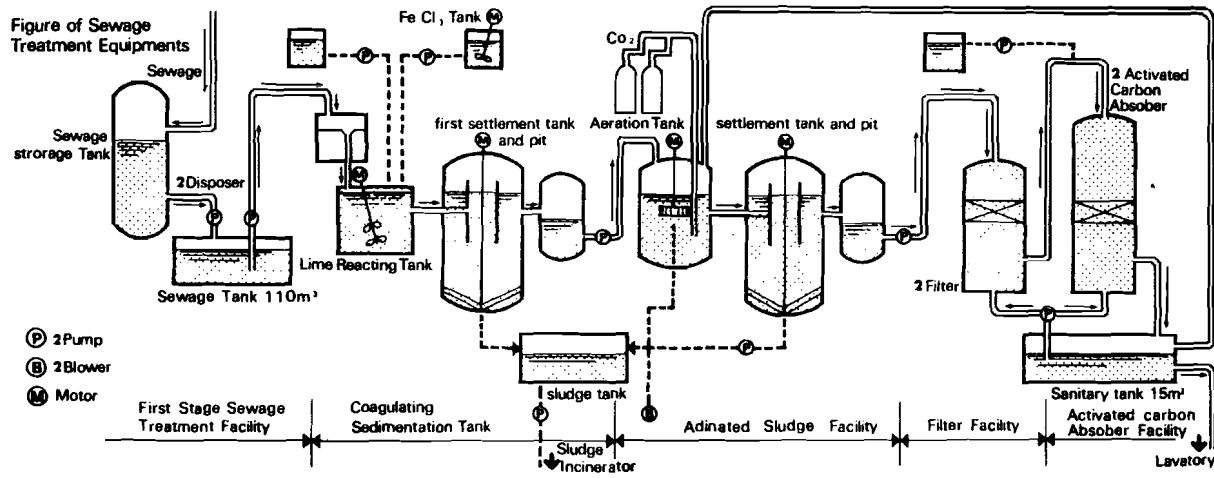 Figure of Sewage
Treatment Equipments
Sewage
Sewage
strorage Tank
2 Disposer
P
P
Sewage Tank 110m³
P
Fe Cl₃ Tank
M
P
M
Lime Reacting Tank
first settlement tank
and pit
M
P
Co₂
Aeration Tank
M
settlement tank and pit
M
P
2 Activated
Carbon
Absober
P
2 Filter
P
Sanitary tank 15m³
P
sludge tank
P
B
P 2Pump
B 2Blower
M Motor
First Stage Sewage
Treatment Facility
Coagulating
Sedimentation Tank
Sludge
Incinerator
Adinated Sludge Facility
Filter Facility
Activated carbon
Absober Facility
Lavatory